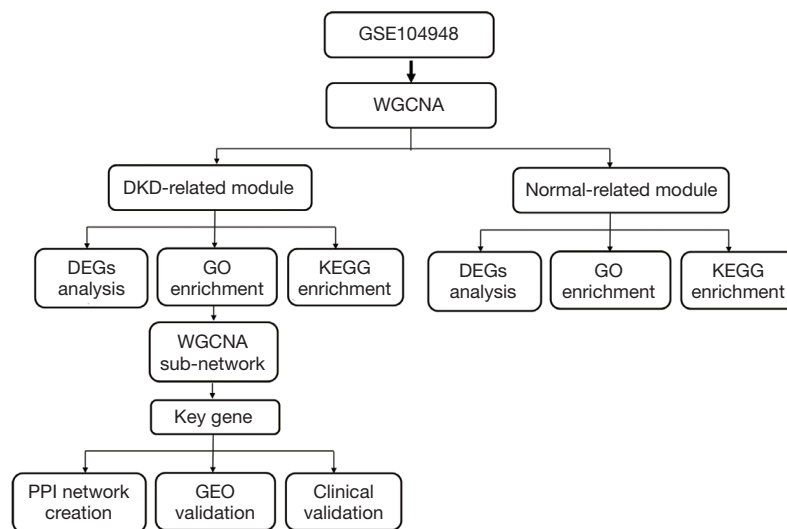 GSE104948
WGCNA
DKD-related module
Normal-related module
DEGs
analysis
GO
enrichment
KEGG
enrichment
DEGs
analysis
GO
enrichment
KEGG
enrichment
WGCNA
sub-network
Key gene
PPI network
creation
GEO
validation
Clinical
validation